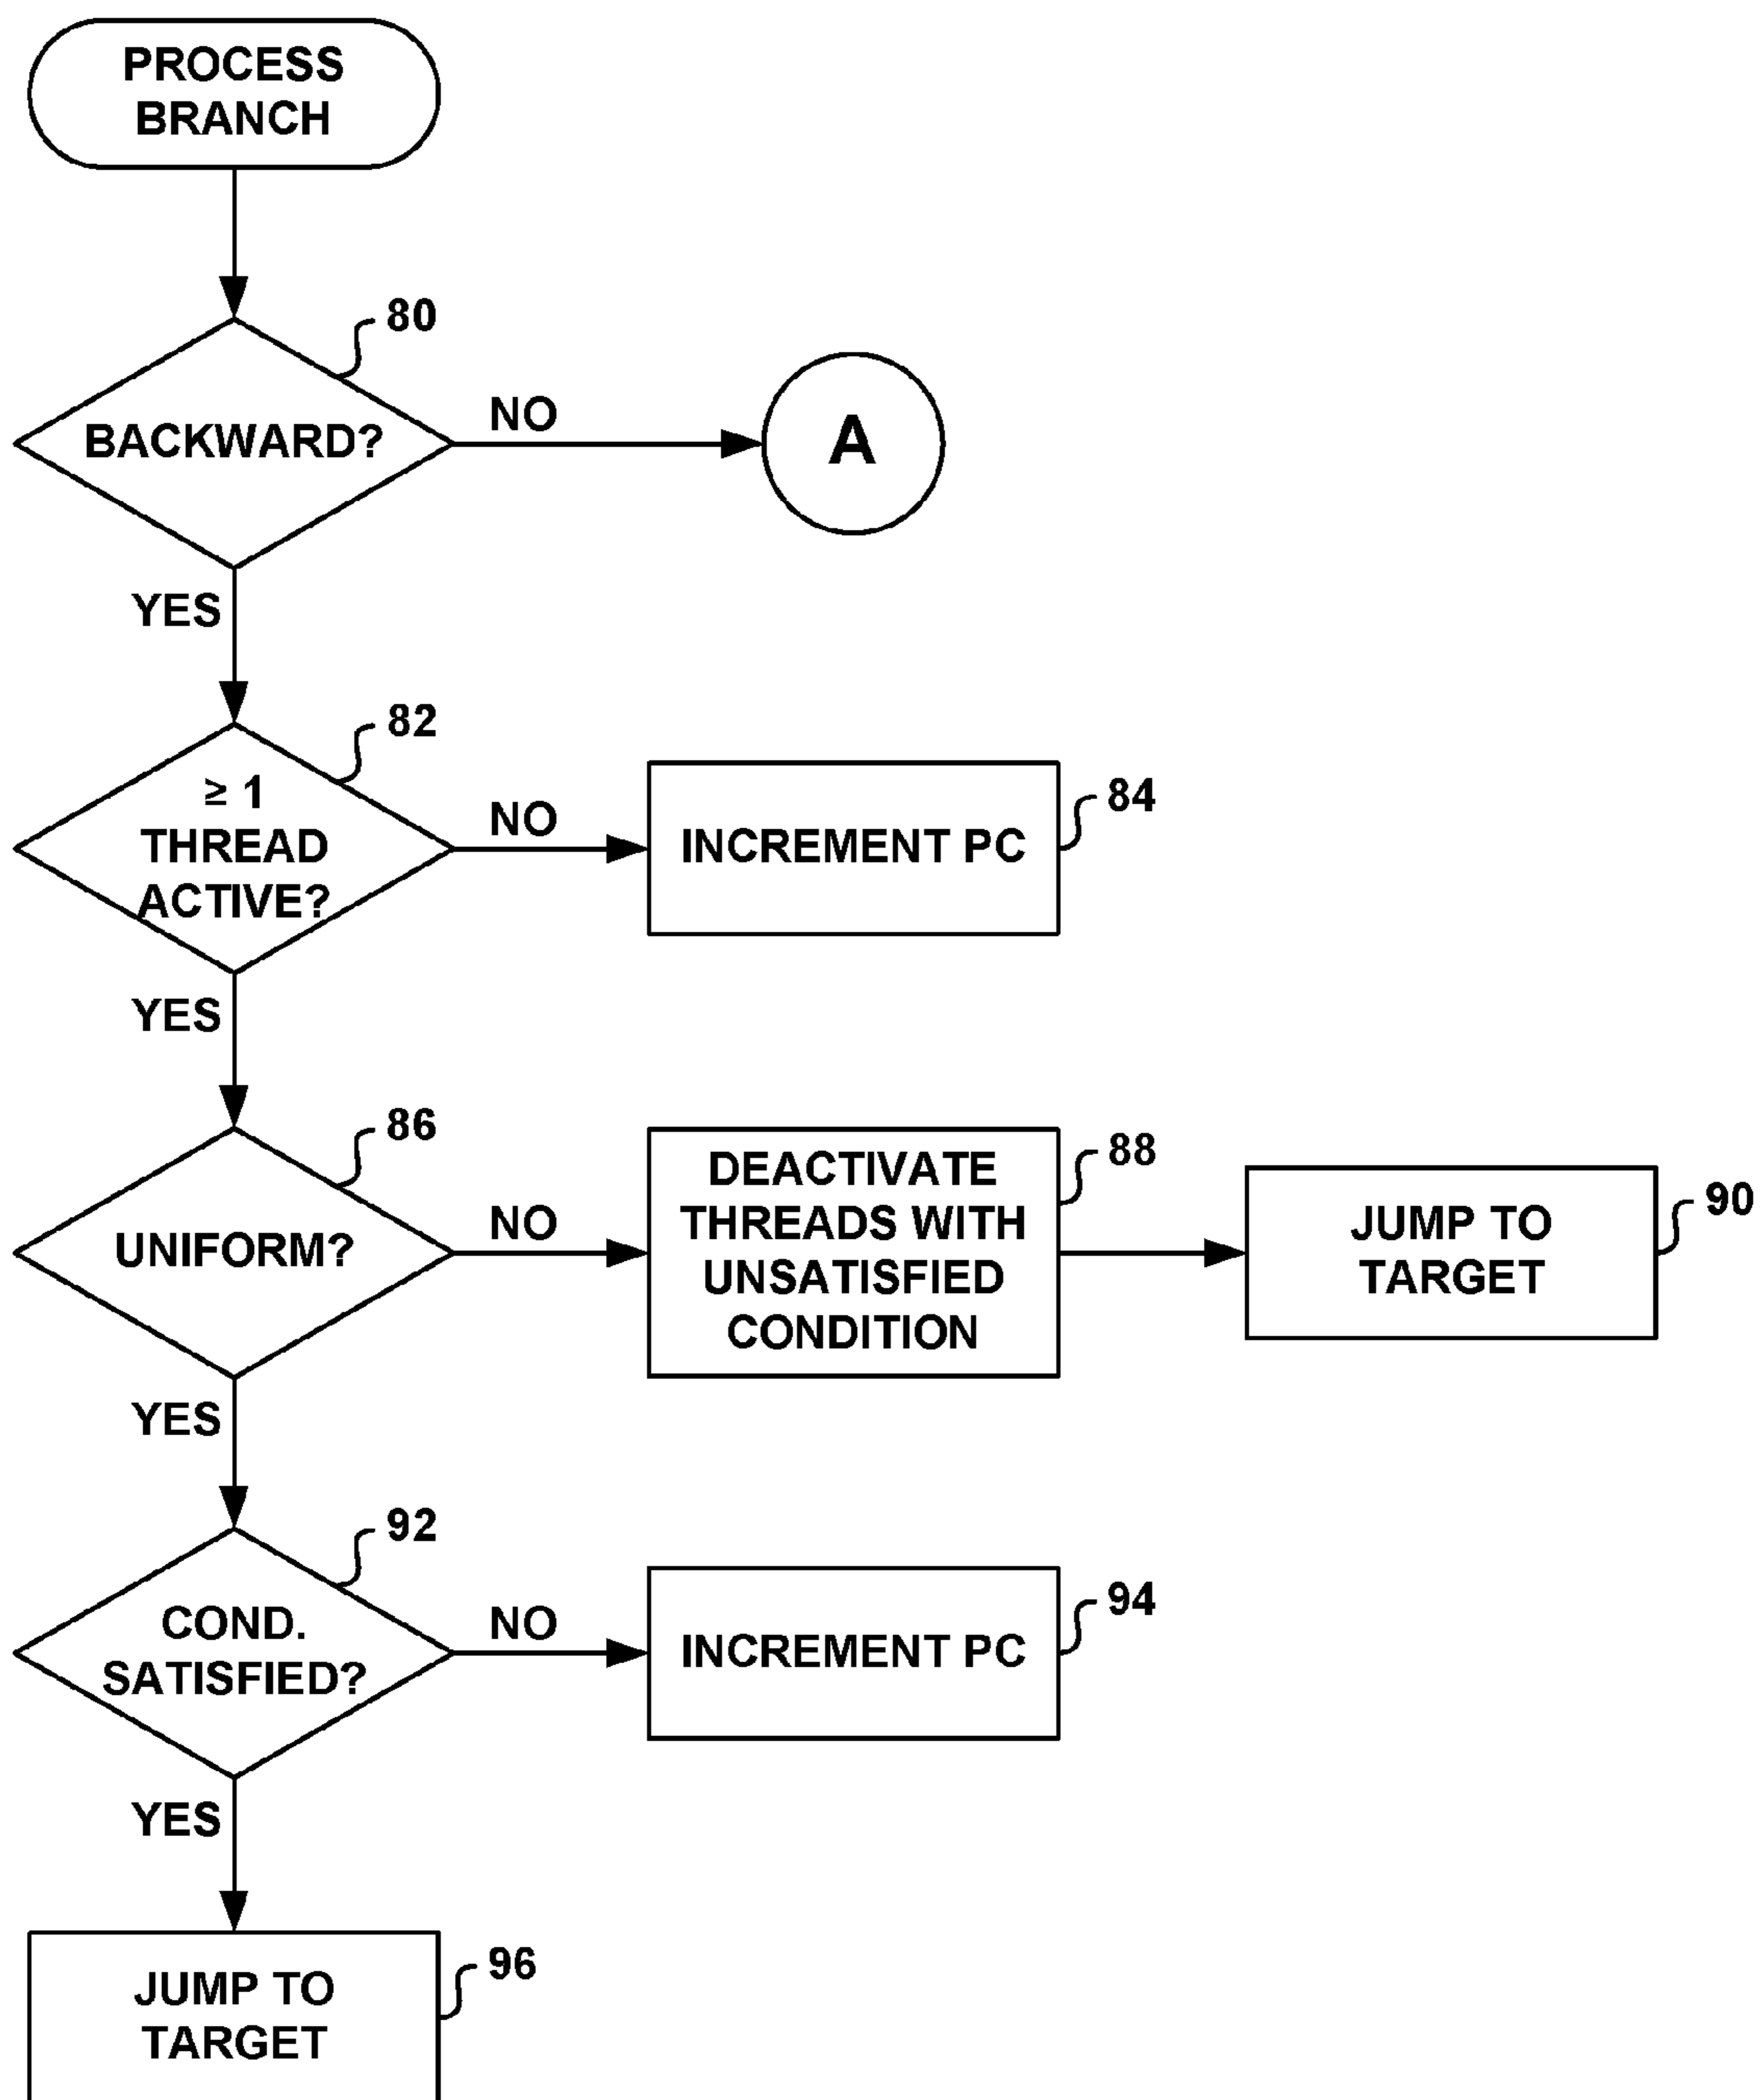 PROCESS
BRANCH
80
BACKWARD?
NO
A
YES
82
≥ 1
THREAD
ACTIVE?
NO
INCREMENT PC
84
YES
86
UNIFORM?
NO
DEACTIVATE
THREADS WITH
UNSATISFIED
CONDITION
88
JUMP TO
TARGET
90
YES
92
COND.
SATISFIED?
NO
INCREMENT PC
94
YES
JUMP TO
TARGET
96